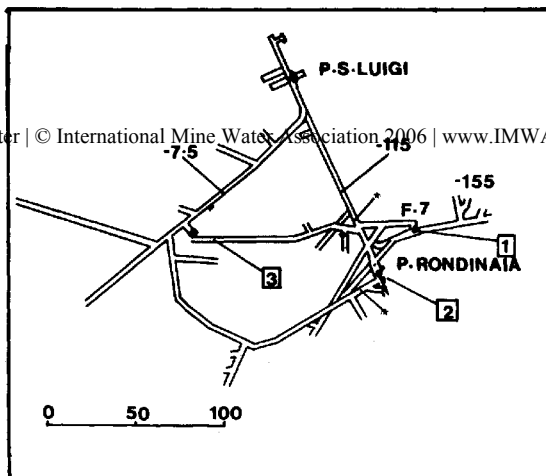 P·S·LUIGI
er | © International Mine Water Association 2006 | www.IMWA
-7·5
-115
-155
F·7
1
P·RONDINAIA
3
2
0 50 100